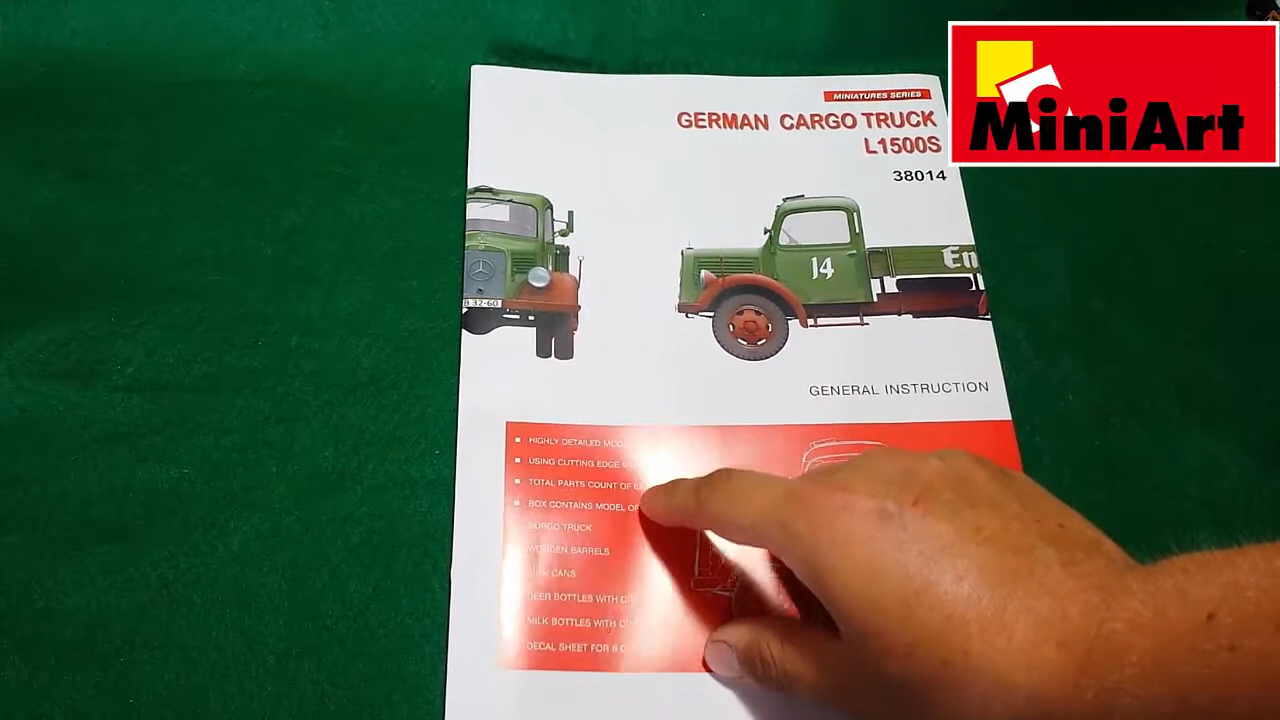 MINIATURES SERIES
MiniArt
GERMAN CARGO TRUCK
L1500S
38014
14
B 32-60
GENERAL INSTRUCTION
HIGHLY DETAILED
USING CUTTING EDGE
TOTAL PARTS COUNT OF
BOX CONTAINS MODEL OF
TRUCK
BARRELS
CANS
BEER BOTTLES WITH
MILK BOTTLES WITH
DECAL SHEET FOR